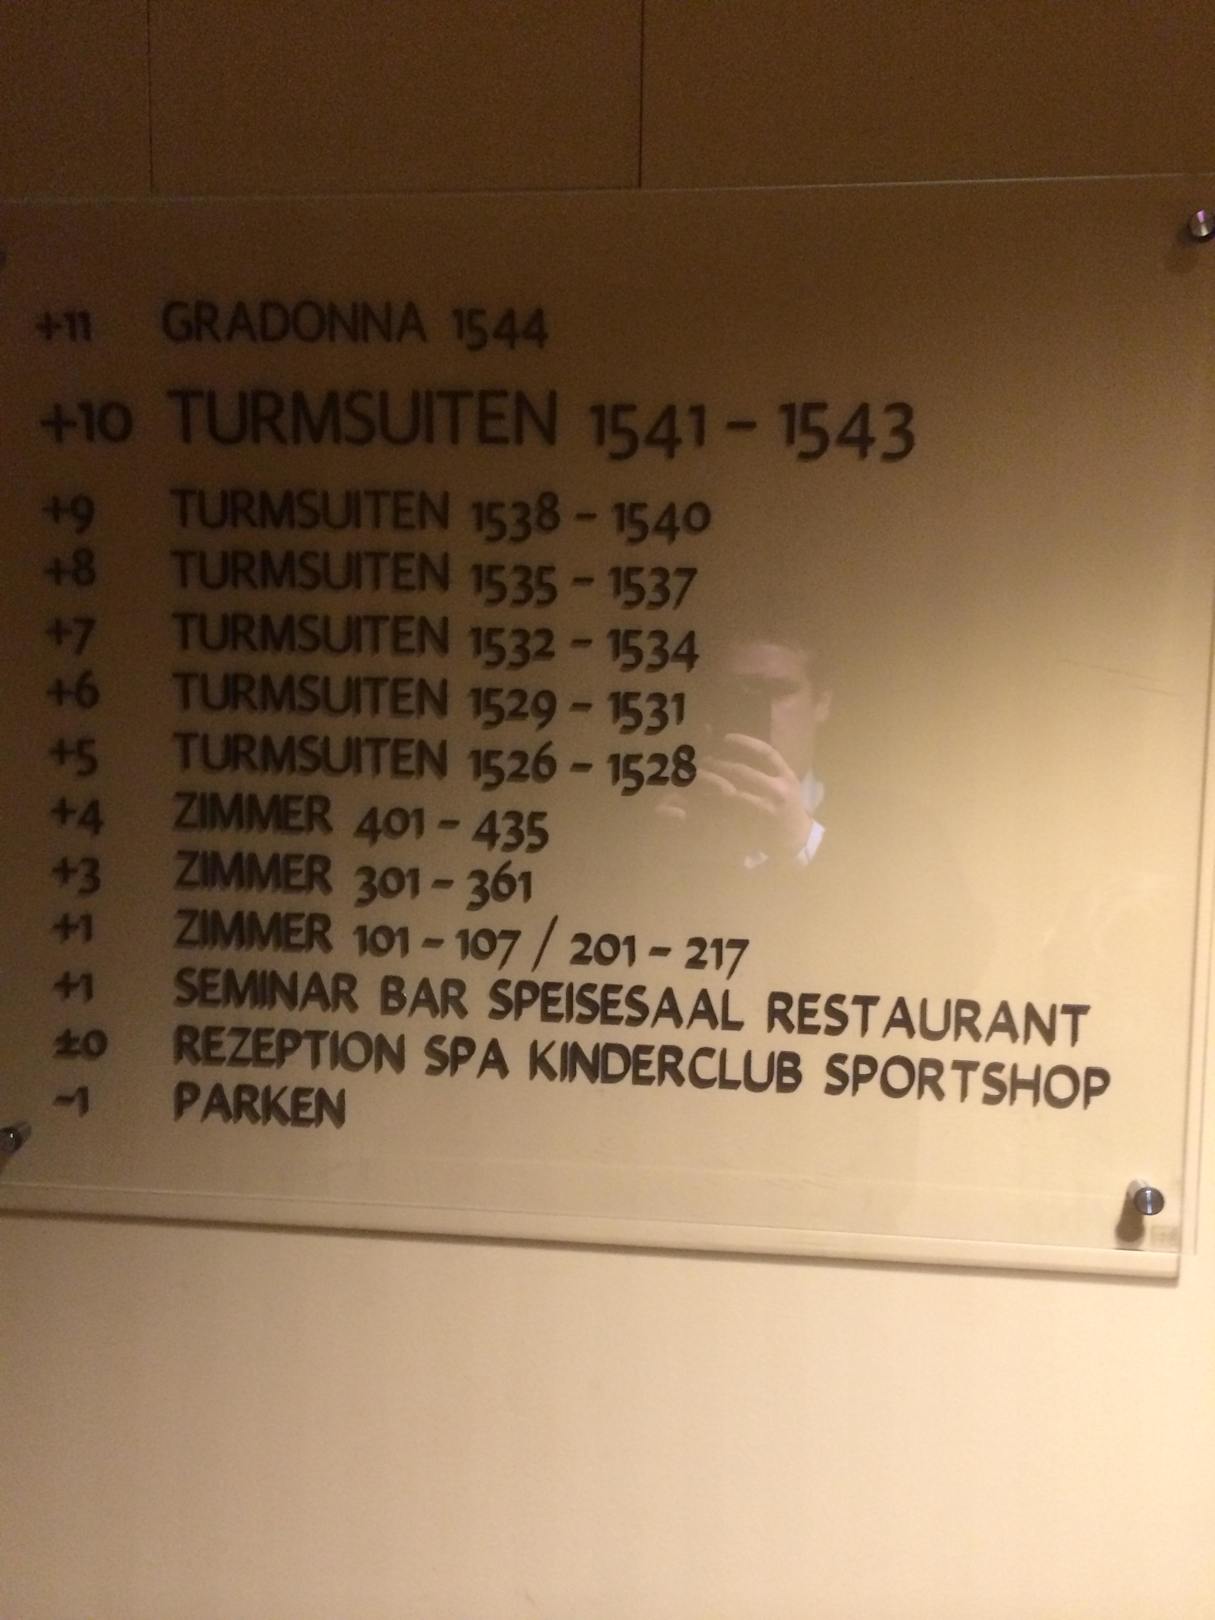 +11 GRADONNA 1544
+10 TURMSUITEN 1541 - 1543
+9 TURMSUITEN 1538 - 1540
+8 TURMSUITEN 1535 - 1537
+7 TURMSUITEN 1532 - 1534
+6 TURMSUITEN 1529 - 1531
+5 TURMSUITEN 1526 - 1528
+4 ZIMMER 401 - 435
+3 ZIMMER 301 - 361
+1 ZIMMER 101 - 107 / 201 - 217
+1 SEMINAR BAR SPEISESAAL RESTAURANT
±0 REZEPTION SPA KINDERCLUB SPORTSHOP
-1 PARKEN